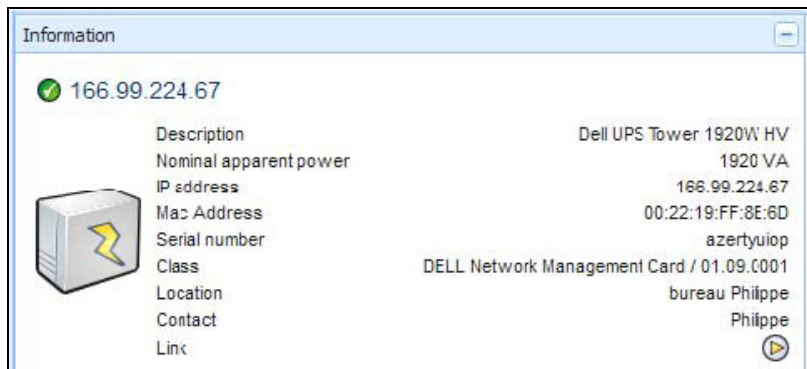 Information
166.99.224.67
Description Dell UPS Tower 1920W HV
Nominal apparent power 1920 VA
IP address 166.99.224.67
Mac Address 00:22:19:FF:8E:6D
Serial number azertyuiop
Class DELL Network Management Card / 01.09.0001
Location bureau Philippe
Contact Philippe
Link